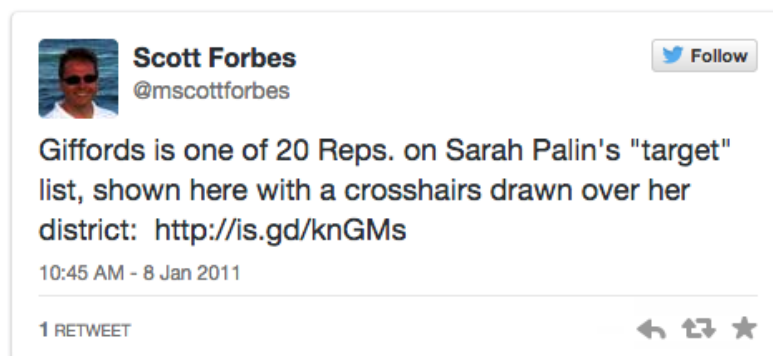 Scott Forbes
@mscottforbes
Follow
Giffords is one of 20 Reps. on Sarah Palin's "target"
list, shown here with a crosshairs drawn over her
district:  http://is.gd/knGMs
10:45 AM - 8 Jan 2011
1 RETWEET